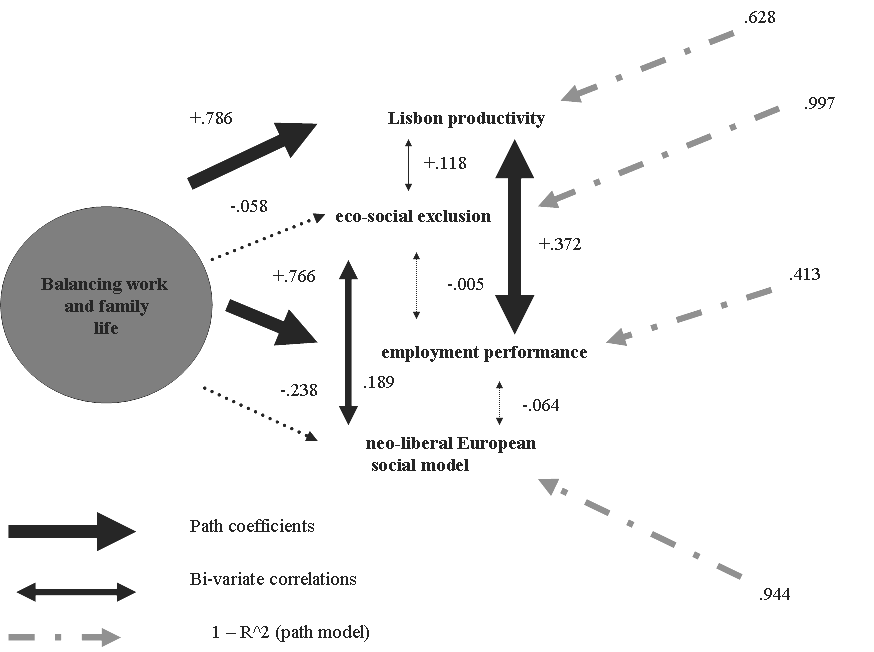 .628
.997
+.786
Lisbon productivity
+.118
-.058
eco-social exclusion
+.372
+.766
-.005
.413
Balancing work
and family
life
employment performance
-.238
.189
-.064
neo-liberal European
social model
Path coefficients
Bi-variate correlations
.944
1 – R^2 (path model)